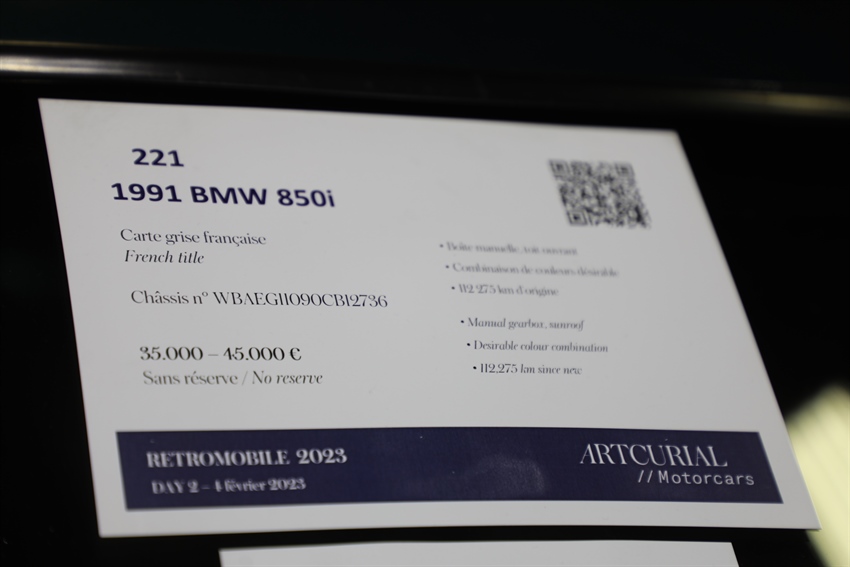 221
1991 BMW 850i
Carte grise française
French title
Châssis n° WBAEG11090CB12736
35.000 – 45.000 €
Sans réserve / No reserve
• Boîte manuelle, toit ouvrant
• Combinaison de couleurs désirable
• 112 275 km d'origine
• Manual gearbox, sunroof
• Desirable colour combination
• 112,275 km since new
RETROMOBILE 2023
DAY 2 – 4 février 2023
ARTCURIAL
// Motorcars